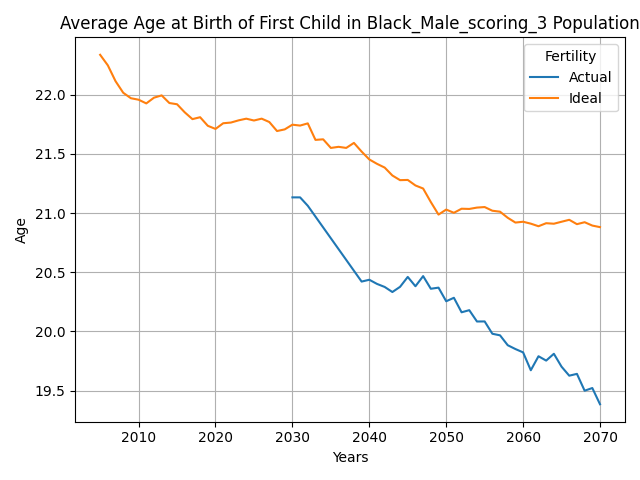 Average Age at Birth of First Child in Black_Male_scoring_3 Population
Fertility
Actual
Ideal
Age
22.0
21.5
21.0
20.5
20.0
19.5
2010 2020 2030 2040 2050 2060 2070
Years